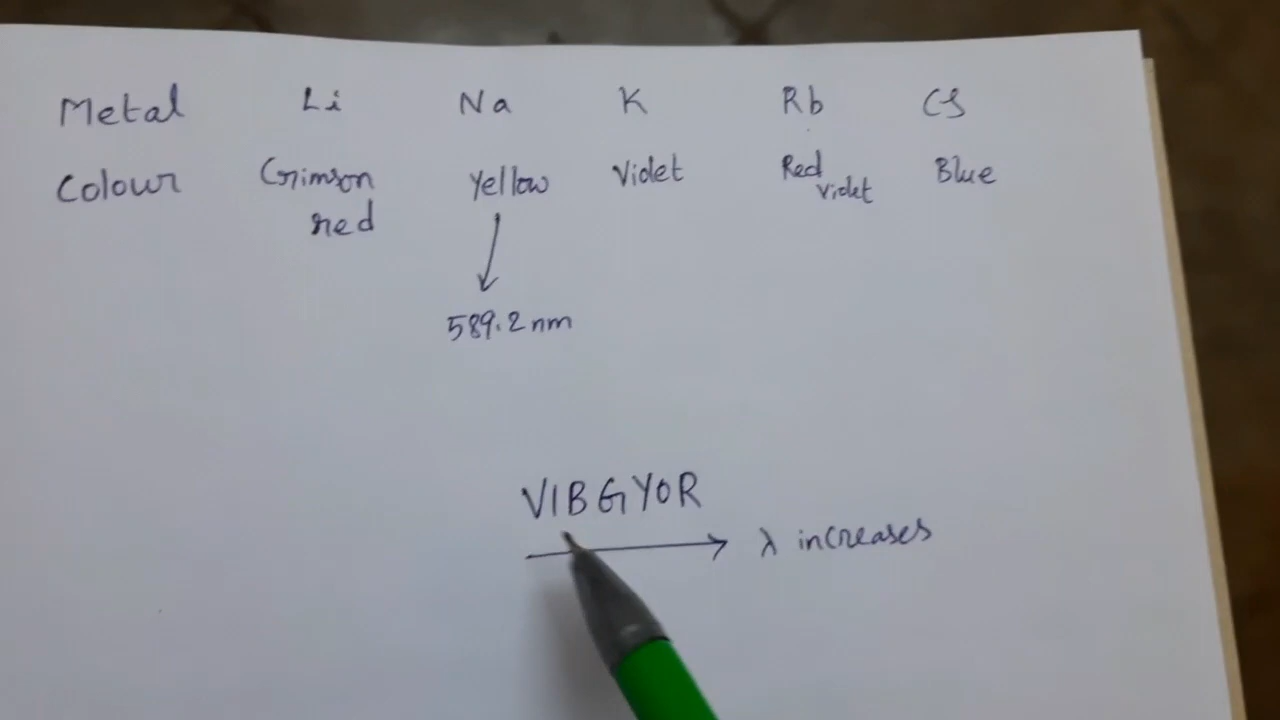 Metal Li Na K Rb Cs
Colour Crimson red Yellow Violet Red violet Blue
589.2 nm
VIBGYOR
λ increases